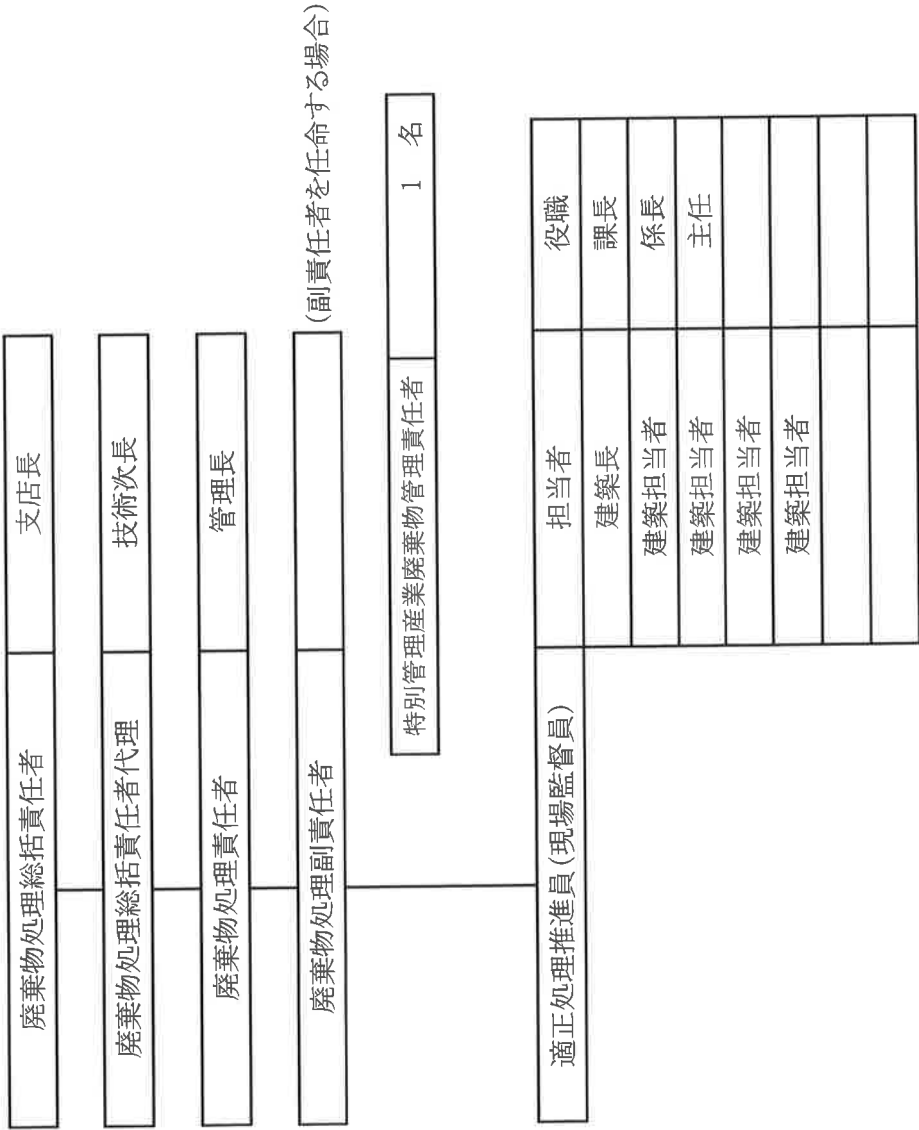 廃棄物処理総括責任者 支店長
廃棄物処理総括責任者代理 技術次長
廃棄物処理責任者 管理長
廃棄物処理副責任者 (副責任者を任命する場合)
特別管理産業廃棄物管理責任者 1 名
適正処理推進員(現場監督員) 担当者 役職
建築長 課長
建築担当者 係長
建築担当者 主任
建築担当者
建築担当者